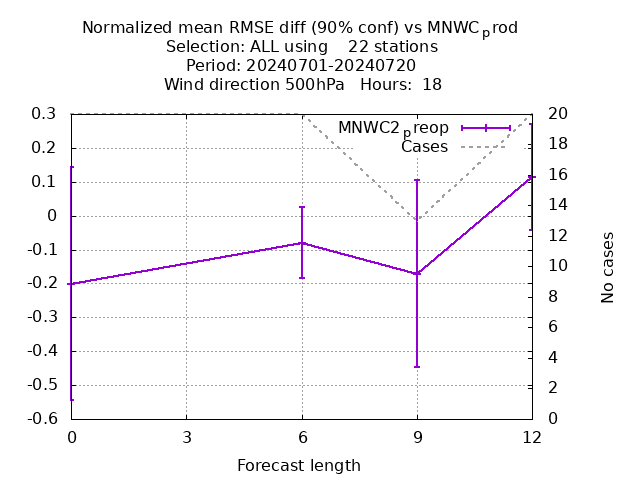 Normalized mean RMSE diff (90% conf) vs MNWC_prod
Selection: ALL using    22 stations
Period: 20240701-20240720
Wind direction 500hPa   Hours:  18
MNWC2_preop
Cases
0.3
0.2
0.1
0
-0.1
-0.2
-0.3
-0.4
-0.5
-0.6
20
18
16
14
12
10
8
6
4
2
0
No cases
0 3 6 9 12
Forecast length